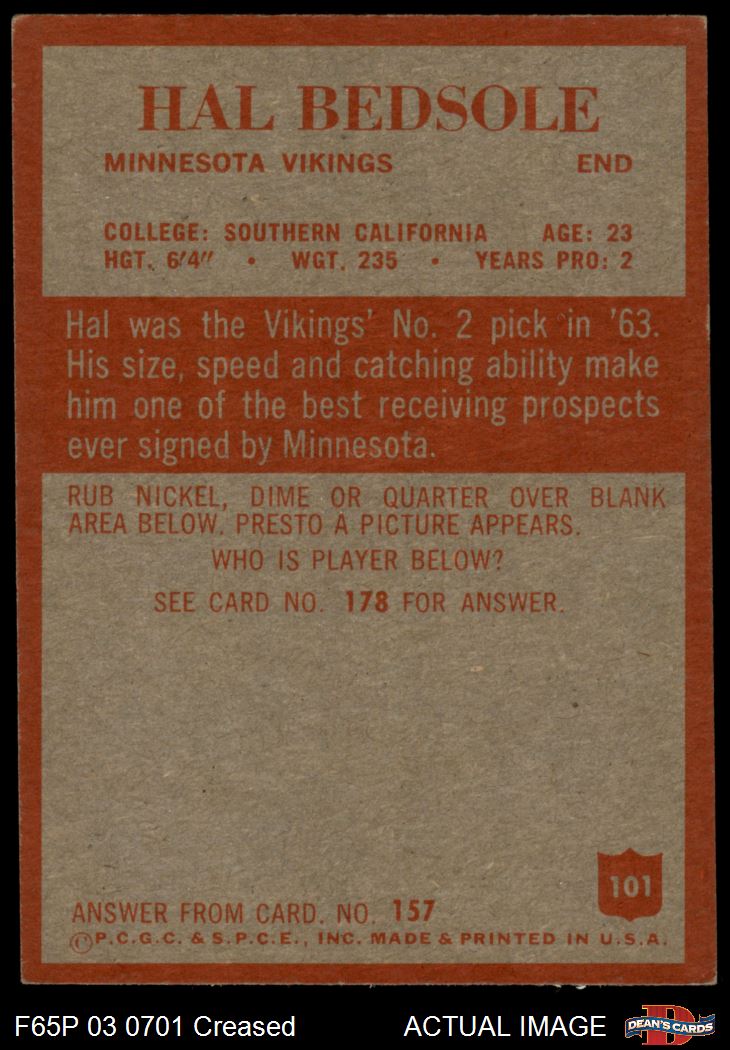 HAL BEDSOLE
MINNESOTA VIKINGS END
COLLEGE: SOUTHERN CALIFORNIA AGE: 23
HGT. 6'4" • WGT. 235 • YEARS PRO: 2
Hal was the Vikings' No. 2 pick in '63.
His size, speed and catching ability make
him one of the best receiving prospects
ever signed by Minnesota.
RUB NICKEL, DIME OR QUARTER OVER BLANK
AREA BELOW. PRESTO A PICTURE APPEARS.
WHO IS PLAYER BELOW?
SEE CARD NO. 178 FOR ANSWER.
101
ANSWER FROM CARD. NO. 157
©P.C.G.C. & S.P.C.E., INC. MADE & PRINTED IN U.S.A.
F65P 03 0701 Creased ACTUAL IMAGE
D
DEAN'S CARDS